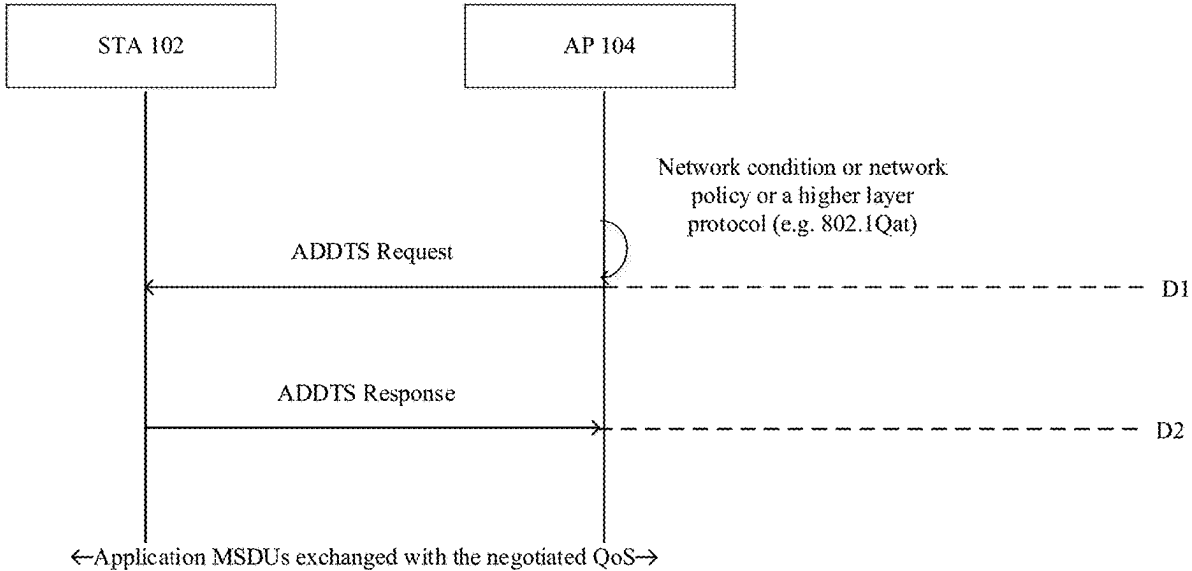 STA 102
AP 104
Network condition or network
policy or a higher layer
protocol (e.g. 802.1Qat)
ADDTS Request
D1
ADDTS Response
D2
←Application MSDUs exchanged with the negotiated QoS→